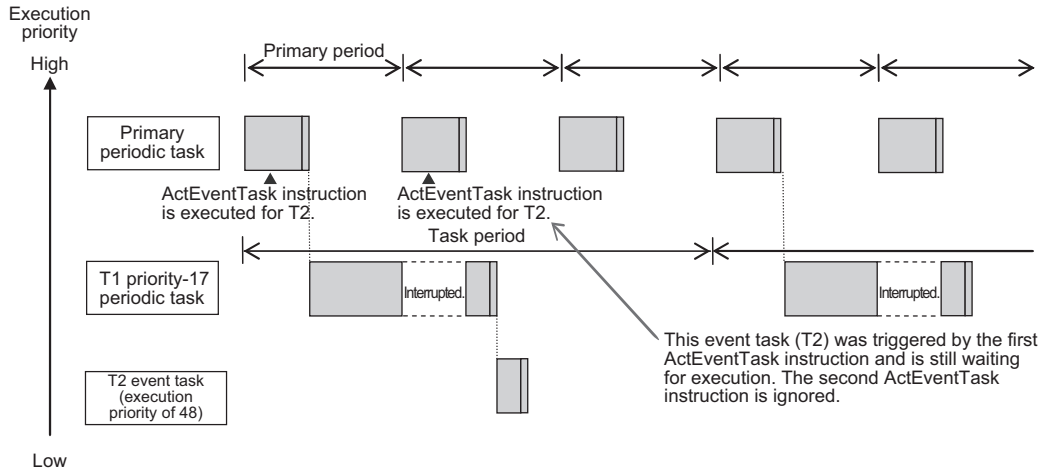 Execution
priority
High
Primary period
Primary
periodic task
ActEventTask instruction
is executed for T2.
ActEventTask instruction
is executed for T2.
Task period
T1 priority-17
periodic task
Interrupted.
Interrupted.
This event task (T2) was triggered by the first
ActEventTask instruction and is still waiting
for execution. The second ActEventTask
instruction is ignored.
T2 event task
(execution
priority of 48)
Low